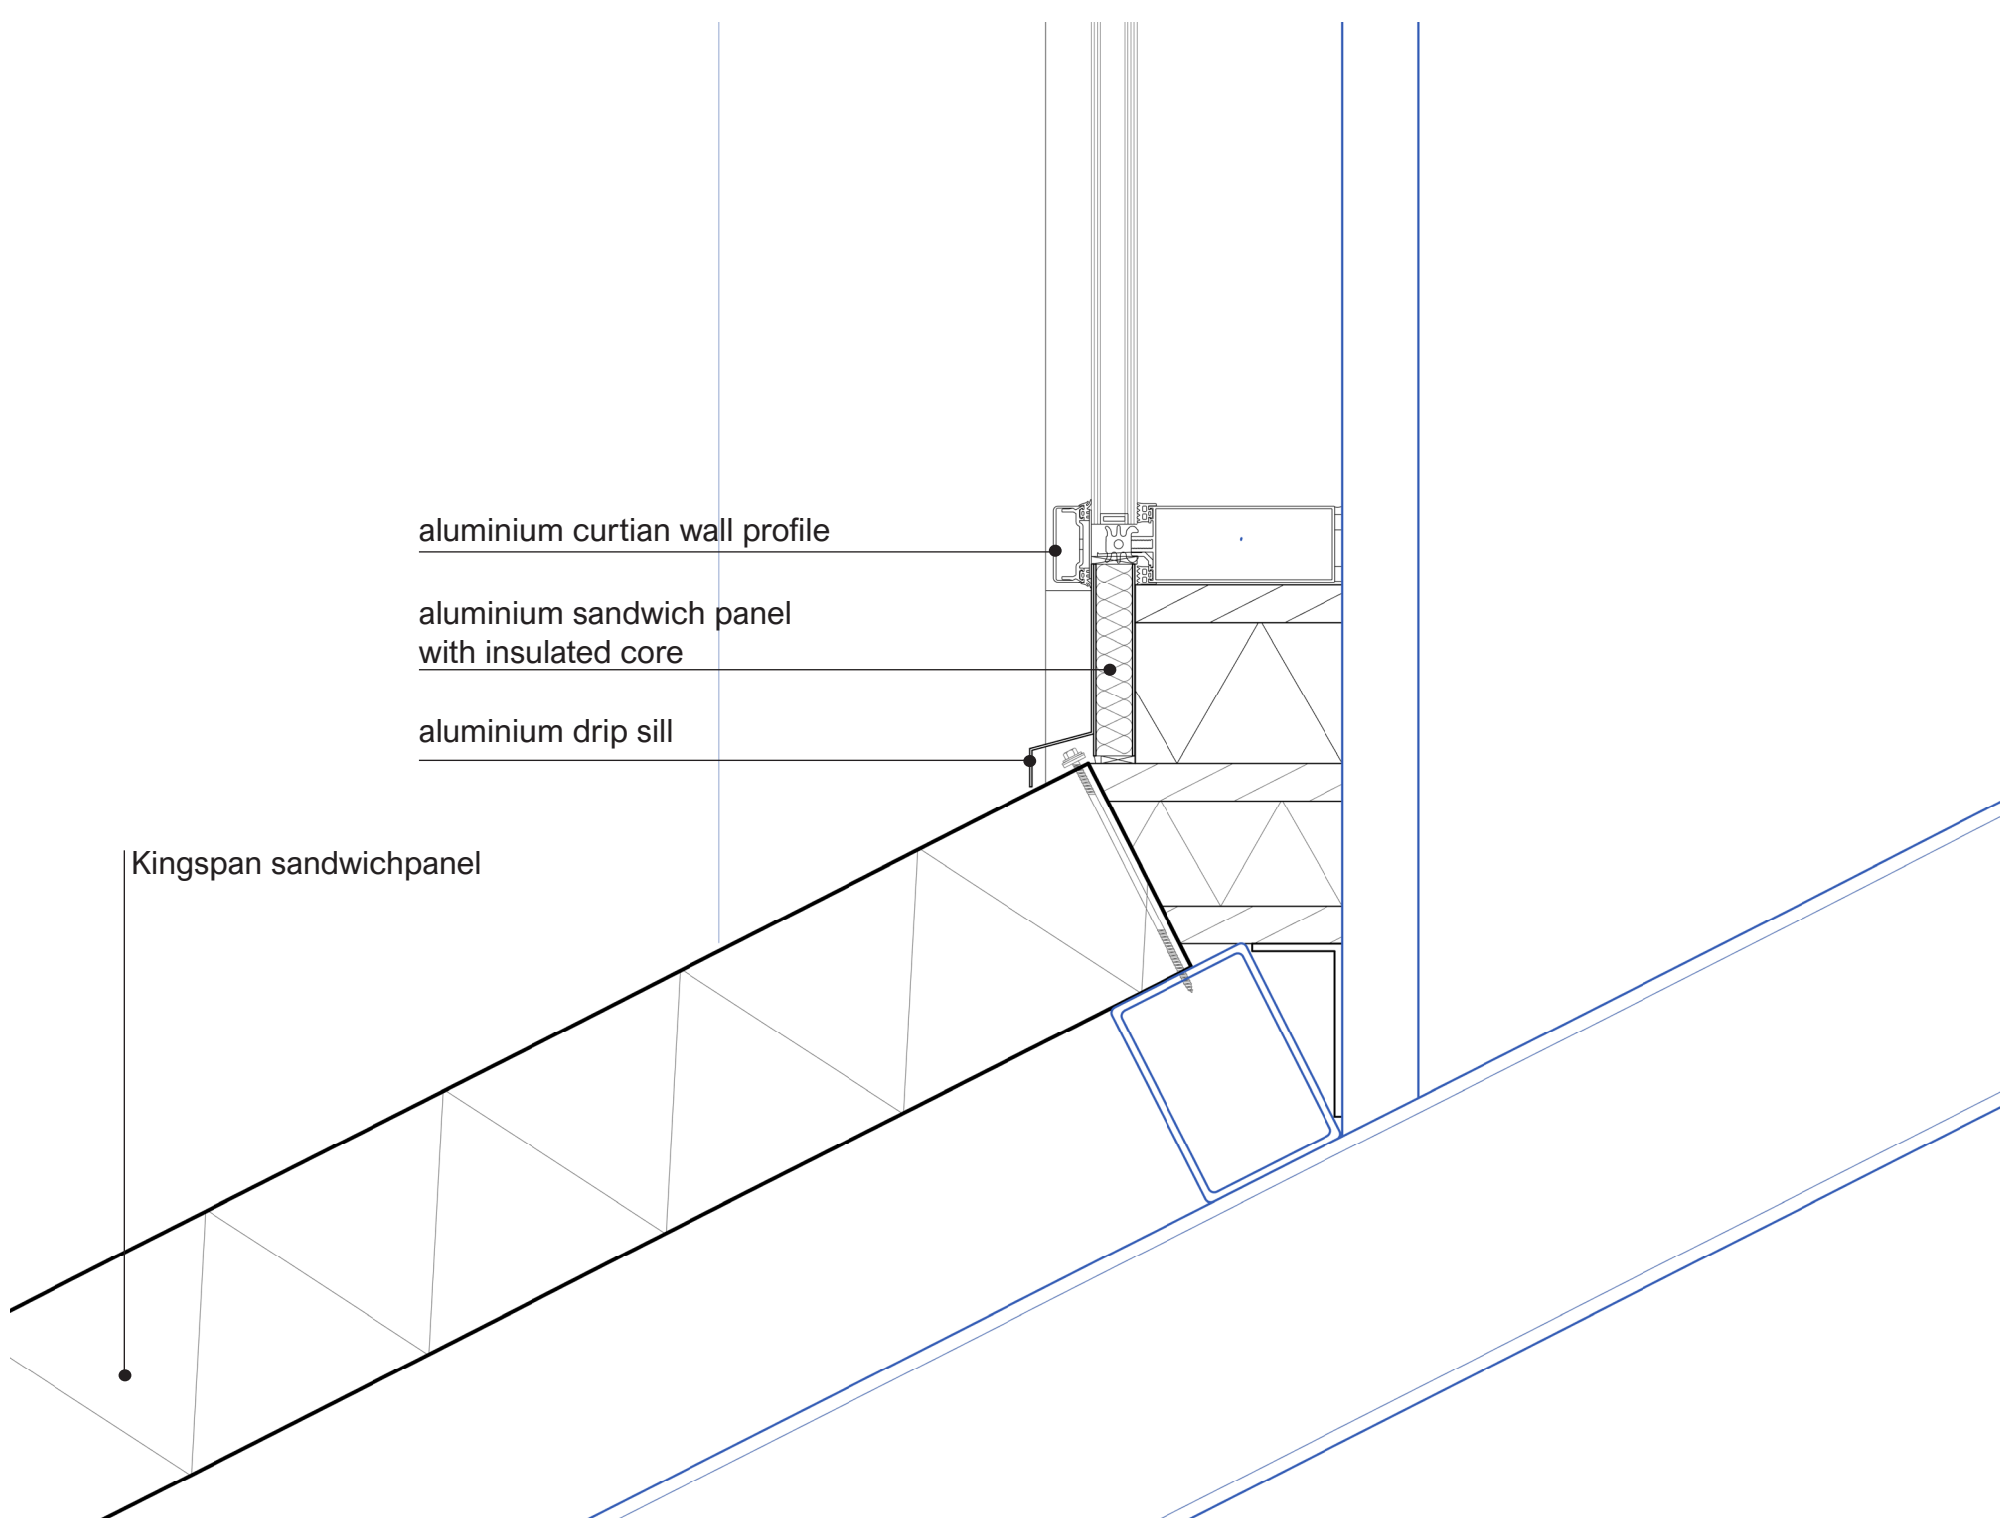 aluminium curtian wall profile
aluminium sandwich panel
with insulated core
aluminium drip sill
Kingspan sandwichpanel